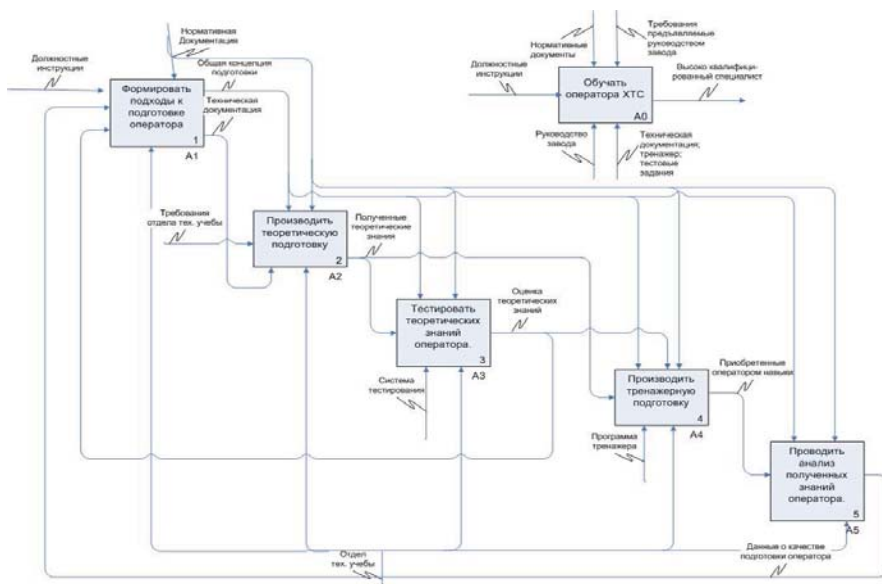 Нормативная
Документация
Должностные
инструкции
Общая концепция
подготовки
Техническая
документация
Формировать
подходы к
подготовке
оператора
1
A1
Нормативные
документы
Требования
предъявляемые
руководством
завода
Должностные
инструкции
Обучать
оператора ХТС
A0
Высоко квалифици-
рованный специалист
Руководство
завода
Техническая
документация;
тренажер;
тестовые
задания
Требования
отдела тех. учебы
Производить
теоретическую
подготовку
2
A2
Полученные
теоретические
знания
Тестировать
теоретических
знаний
оператора.
3
A3
Оценка
теоретических
знаний
Система
тестирования
Производить
тренажерную
подготовку
4
A4
Приобретенные
оператором навыки
Программа
тренажера
Проводить
анализ
полученных
знаний
оператора.
5
A5
Отдел
тех. учебы
Данные о качестве
подготовки оператора